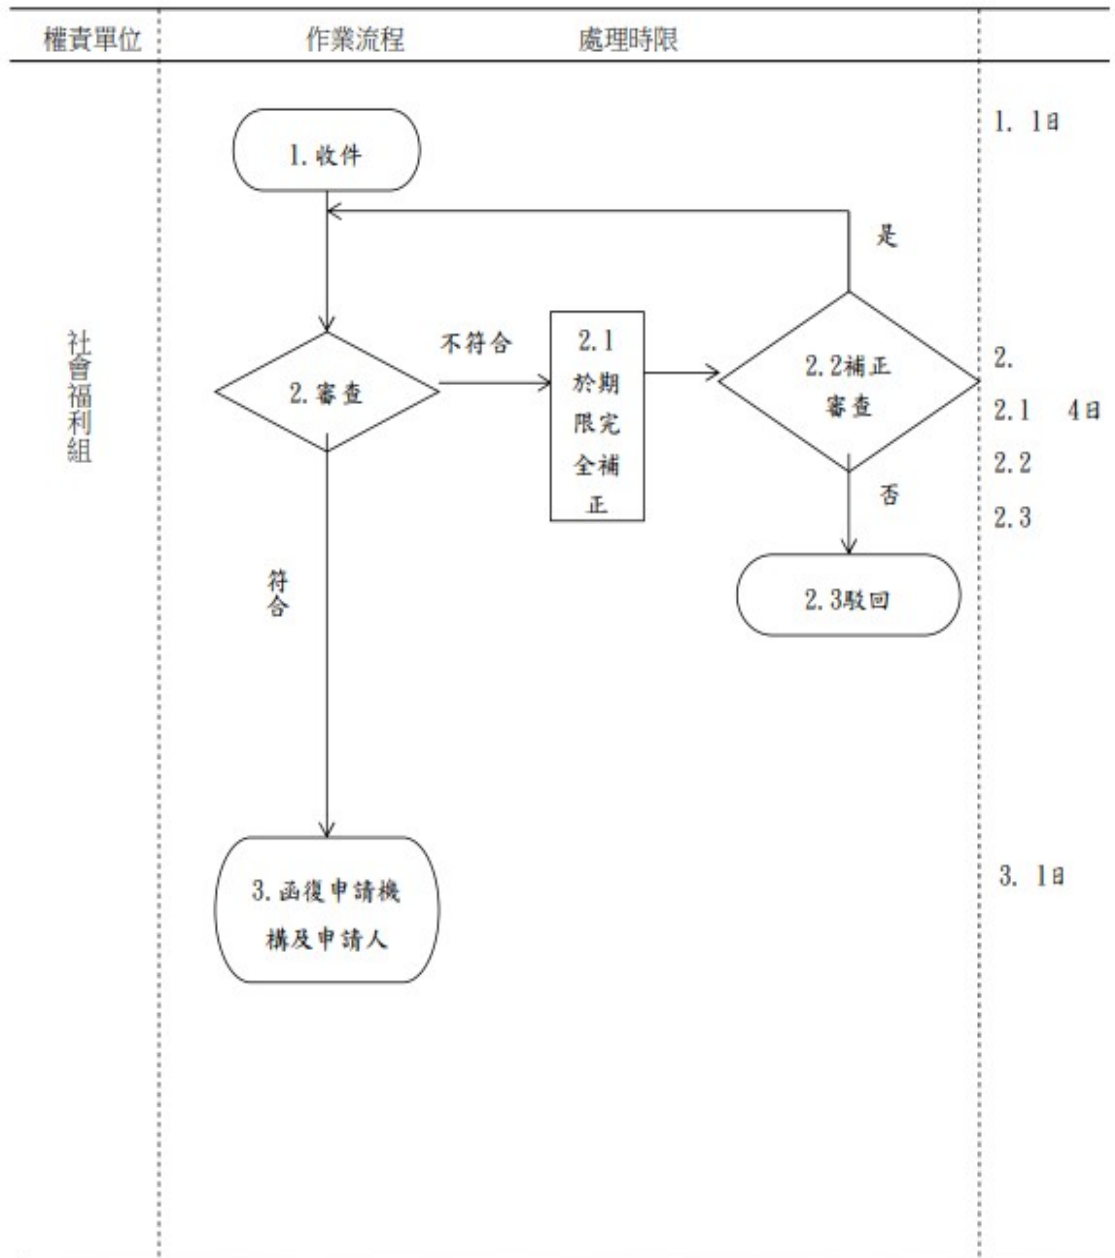 權責單位 作業流程 處理時限
1.收件
1. 1日
是
社會福利組
2.審查
不符合
2.1
於期
限完
全補
正
2.2補正
審查
2.
2.1 4日
2.2
2.3
否
2.3駁回
符合
3.函復申請機
構及申請人
3. 1日